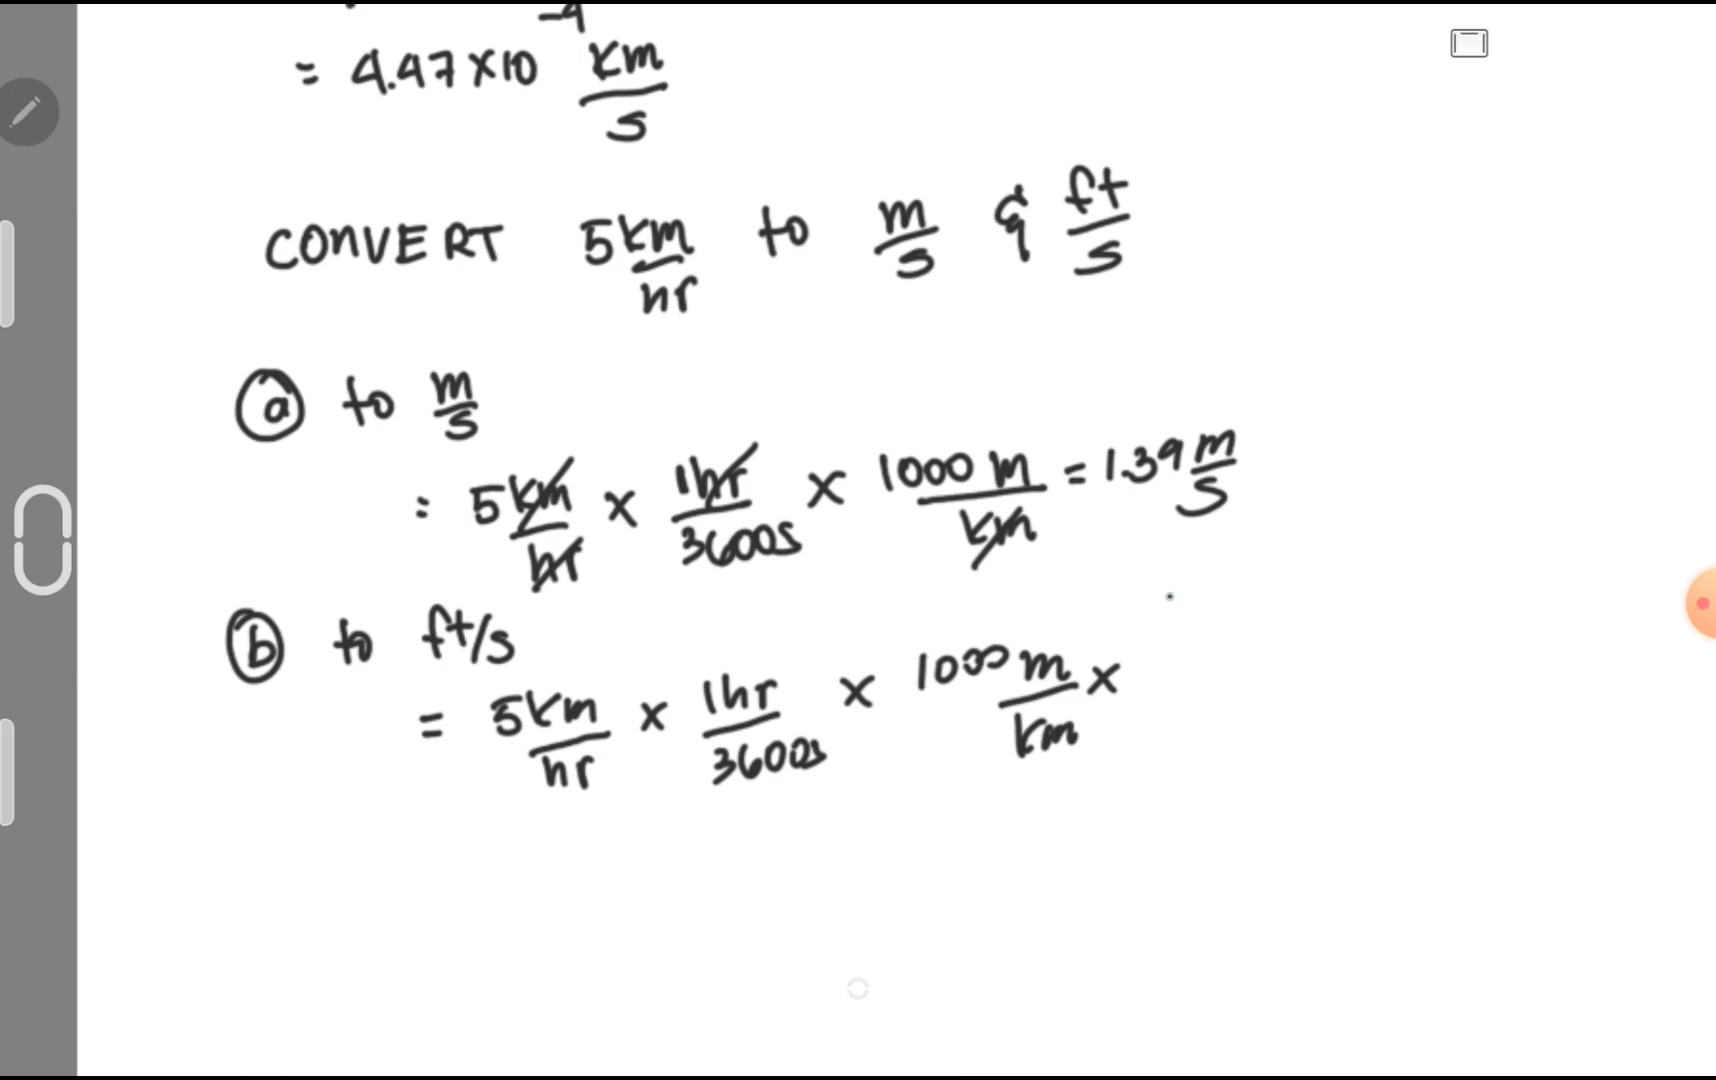 = 4.47 x 10^-4 km/s
CONVERT 5 km/hr to m/s & ft/s
a to m/s
= 5 km/hr x 1hr/3600s x 1000 m/km = 1.39 m/s
b to ft/s
= 5 km/hr x 1hr/3600s x 1000 m/km x